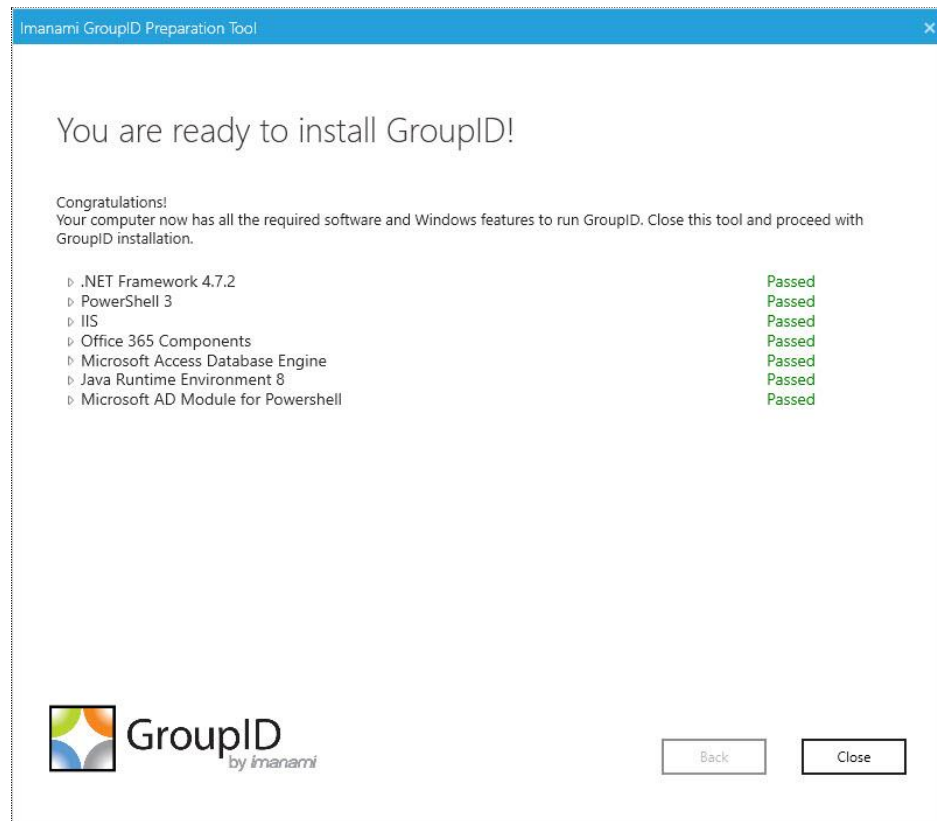 Imanami GroupID Preparation Tool
You are ready to install GroupID!
Congratulations!
Your computer now has all the required software and Windows features to run GroupID. Close this tool and proceed with
GroupID installation.
.NET Framework 4.7.2 Passed
PowerShell 3 Passed
IIS Passed
Office 365 Components Passed
Microsoft Access Database Engine Passed
Java Runtime Environment 8 Passed
Microsoft AD Module for Powershell Passed
GroupID
by imanami
Back Close